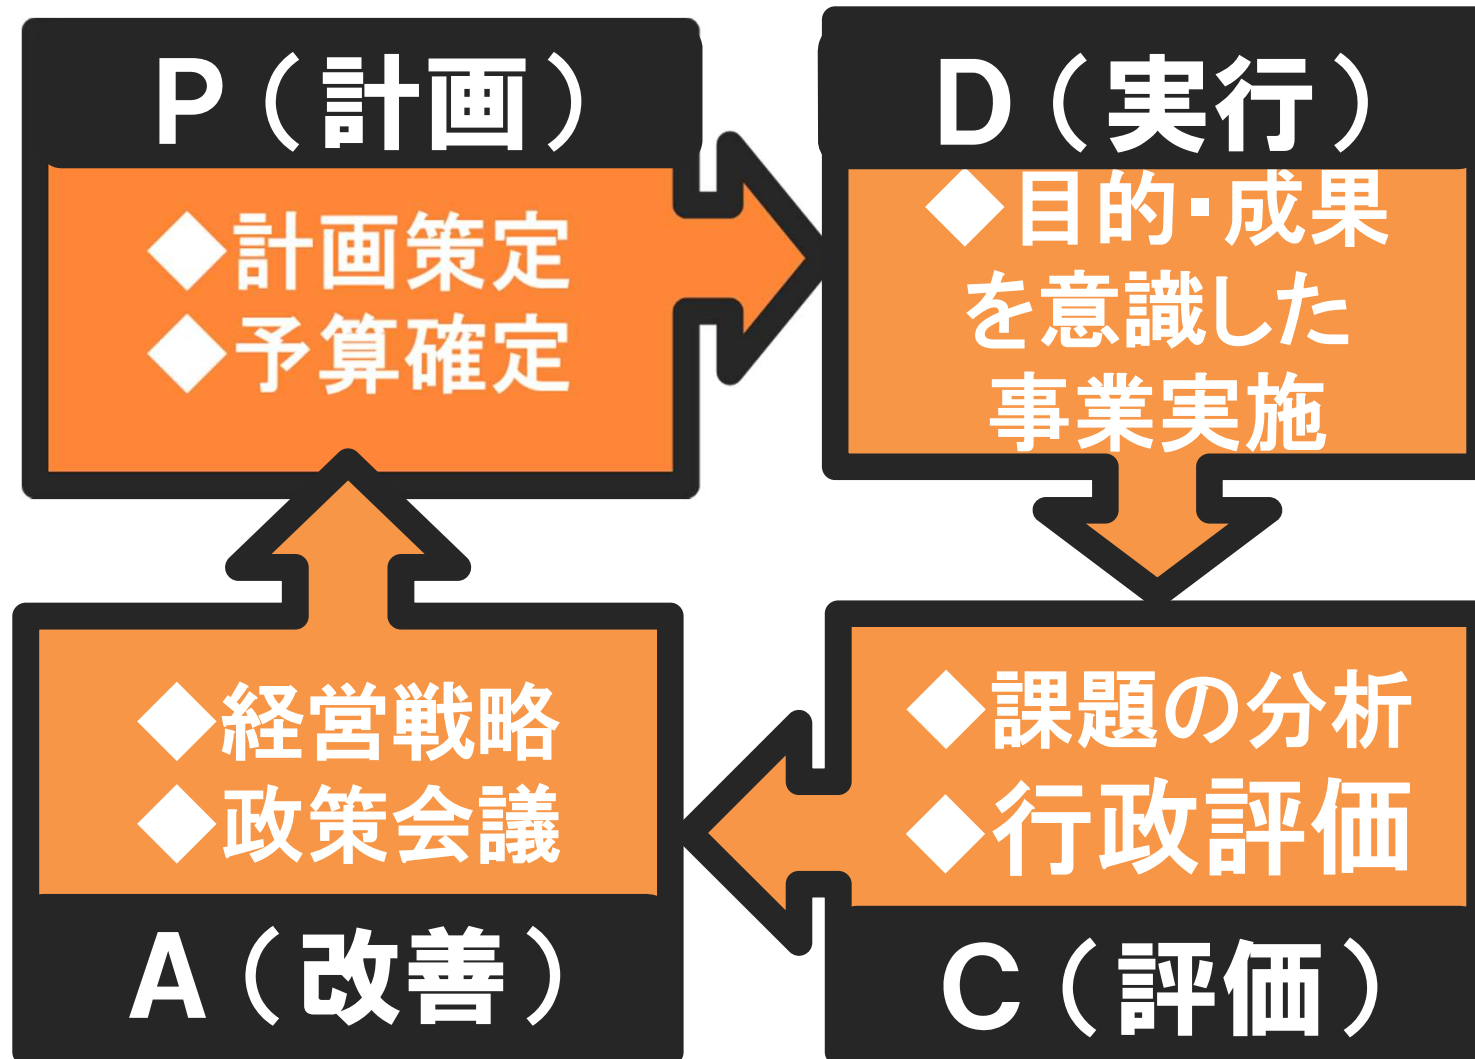 P（計画）
◆計画策定
◆予算確定
D（実行）
◆目的・成果
を意識した
事業実施
◆課題の分析
◆行政評価
C（評価）
◆経営戦略
◆政策会議
A（改善）